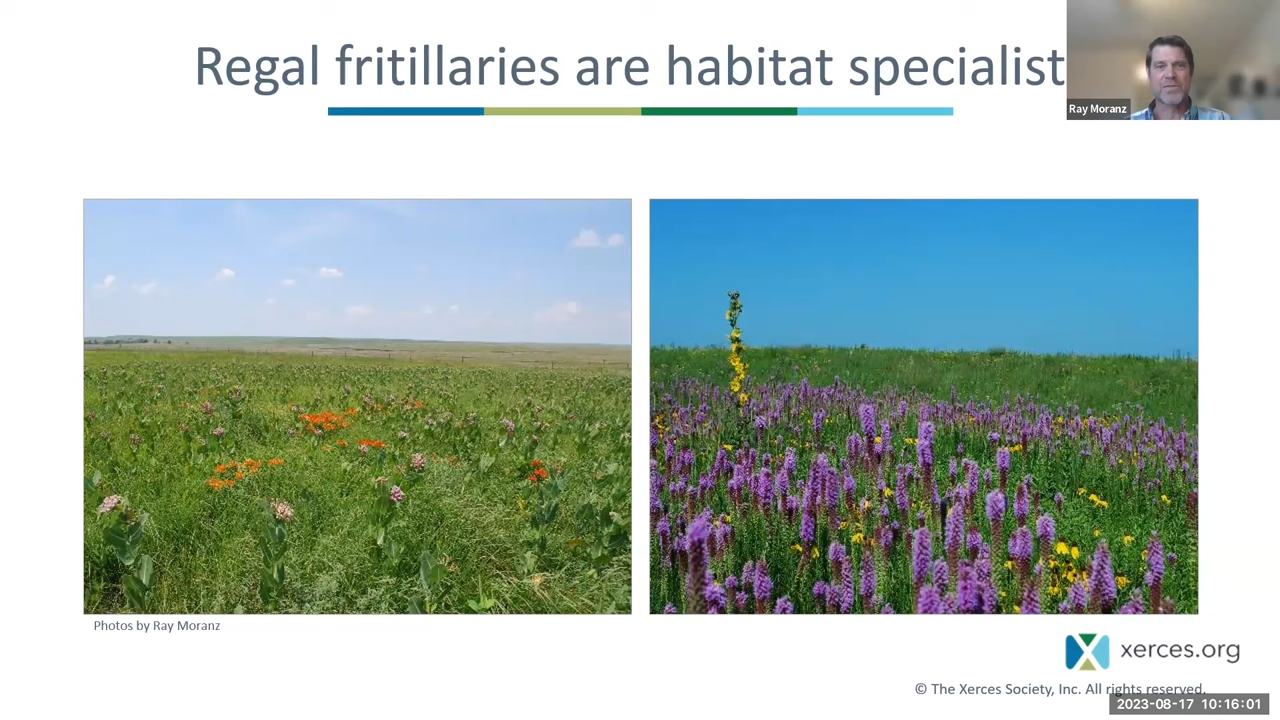 Regal fritillaries are habitat specialist
Ray Moranz
Photos by Ray Moranz
xerces.org
© The Xerces Society, Inc. All rights reserved.
2023-08-17 10:16:01